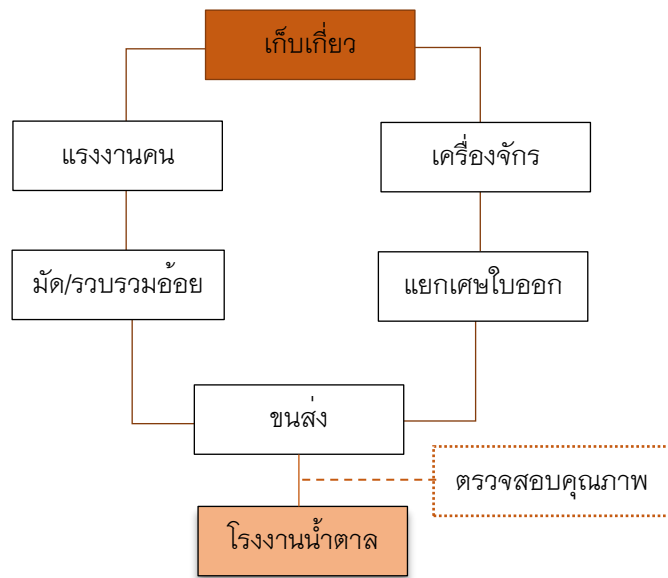 เก็บเกี่ยว
แรงงานคน
เครื่องจักร
มัด/รวบรวมอ้อย
แยกเศษใบออก
ขนส่ง
ตรวจสอบคุณภาพ
โรงงานน้ำตาล